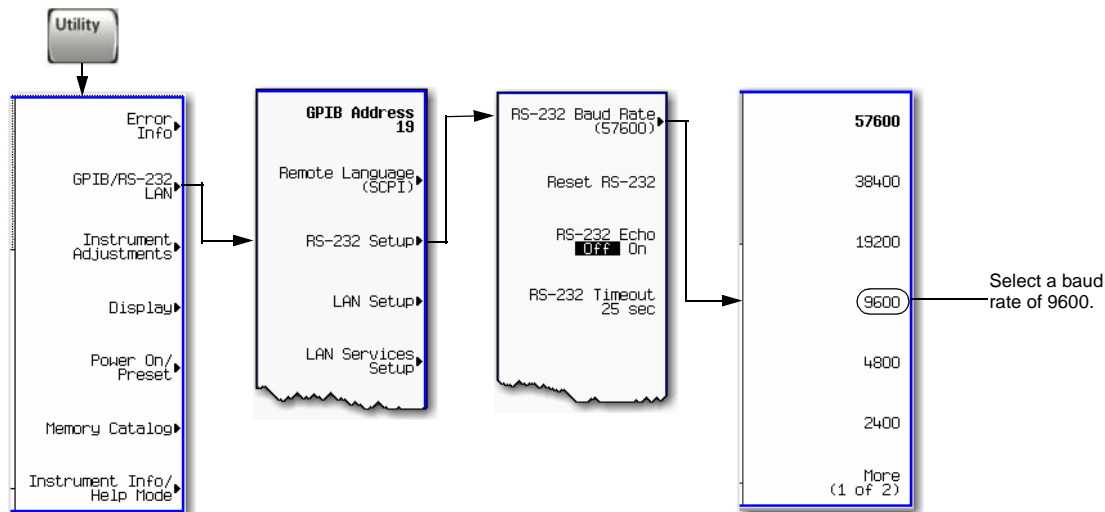 Utility
Error
Info
GPIB/RS-232
LAN
Instrument
Adjustments
Display
Power On/
Preset
Memory Catalog
Instrument Info/
Help Mode
GPIB Address
19
Remote Language
(SCPI)
RS-232 Setup
LAN Setup
LAN Services
Setup
RS-232 Baud Rate
(57600)
Reset RS-232
RS-232 Echo
Off On
RS-232 Timeout
25 sec
57600
38400
19200
9600
4800
2400
More
(1 of 2)
Select a baud
rate of 9600.